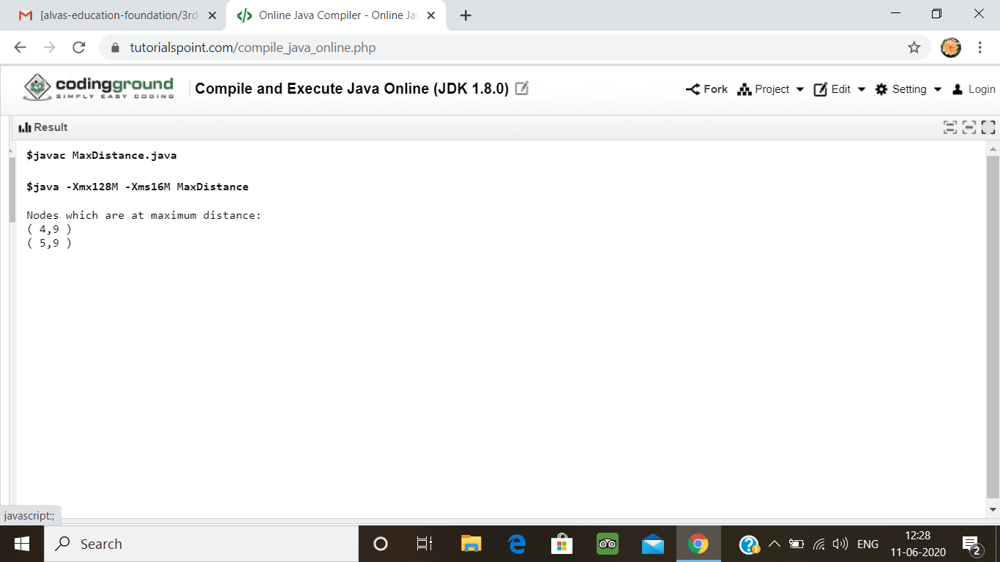 [alvas-education-foundation/3rd-
Online Java Compiler - Online Jav
tutorialspoint.com/compile_java_online.php
codingground
SIMPLY EASY CODING
Compile and Execute Java Online (JDK 1.8.0)
Fork
Project
Edit
Setting
Login
Result
$javac MaxDistance.java
$java -Xmx128M -Xms16M MaxDistance
Nodes which are at maximum distance:
( 4,9 )
( 5,9 )
javascript:;
Search
ENG
12:28
11-06-2020
2